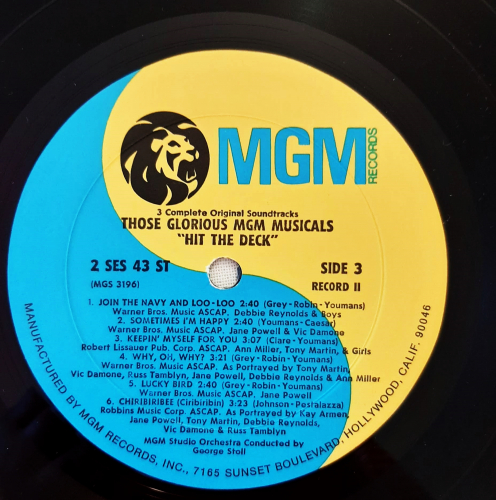 MGM
RECORDS
3 Complete Original Soundtracks
THOSE GLORIOUS MGM MUSICALS
"HIT THE DECK"
2 SES 43 ST
SIDE 3
(MGS 3196)
RECORD II
1. JOIN THE NAVY AND LOO-LOO 2:40 (Grey-Robin-Youmans)
Warner Bros. Music ASCAP. Debbie Reynolds & Boys
2. SOMETIMES I'M HAPPY 2:40 (Youmans-Caesar)
Warner Bros. Music ASCAP. Jane Powell & Vic Damone
3. KEEPIN' MYSELF FOR YOU 3:07 (Clare-Youmans)
Robert Lissauer Pub. Corp. ASCAP. Ann Miller, Tony Martin, & Girls
4. WHY, OH, WHY? 3:21 (Grey-Robin-Youmans)
Warner Bros. Music ASCAP. As Portrayed by Tony Martin,
Vic Damone, Russ Tamblyn, Jane Powell, Debbie Reynolds & Ann Miller
5. LUCKY BIRD 2:40 (Grey-Robin-Youmans)
Warner Bros. Music ASCAP. Jane Powell
6. CHIRIBIRIBEE (Ciribiribin) 3:23 (Johnson-Pestalazza)
Robbins Music Corp. ASCAP. As Portrayed by Kay Armen,
Jane Powell, Tony Martin, Debbie Reynolds,
Vic Damone & Russ Tamblyn
MGM Studio Orchestra Conducted by
George Stoll
MANUFACTURED BY MGM RECORDS, INC., 7165 SUNSET BOULEVARD, HOLLYWOOD, CALIF. 90046